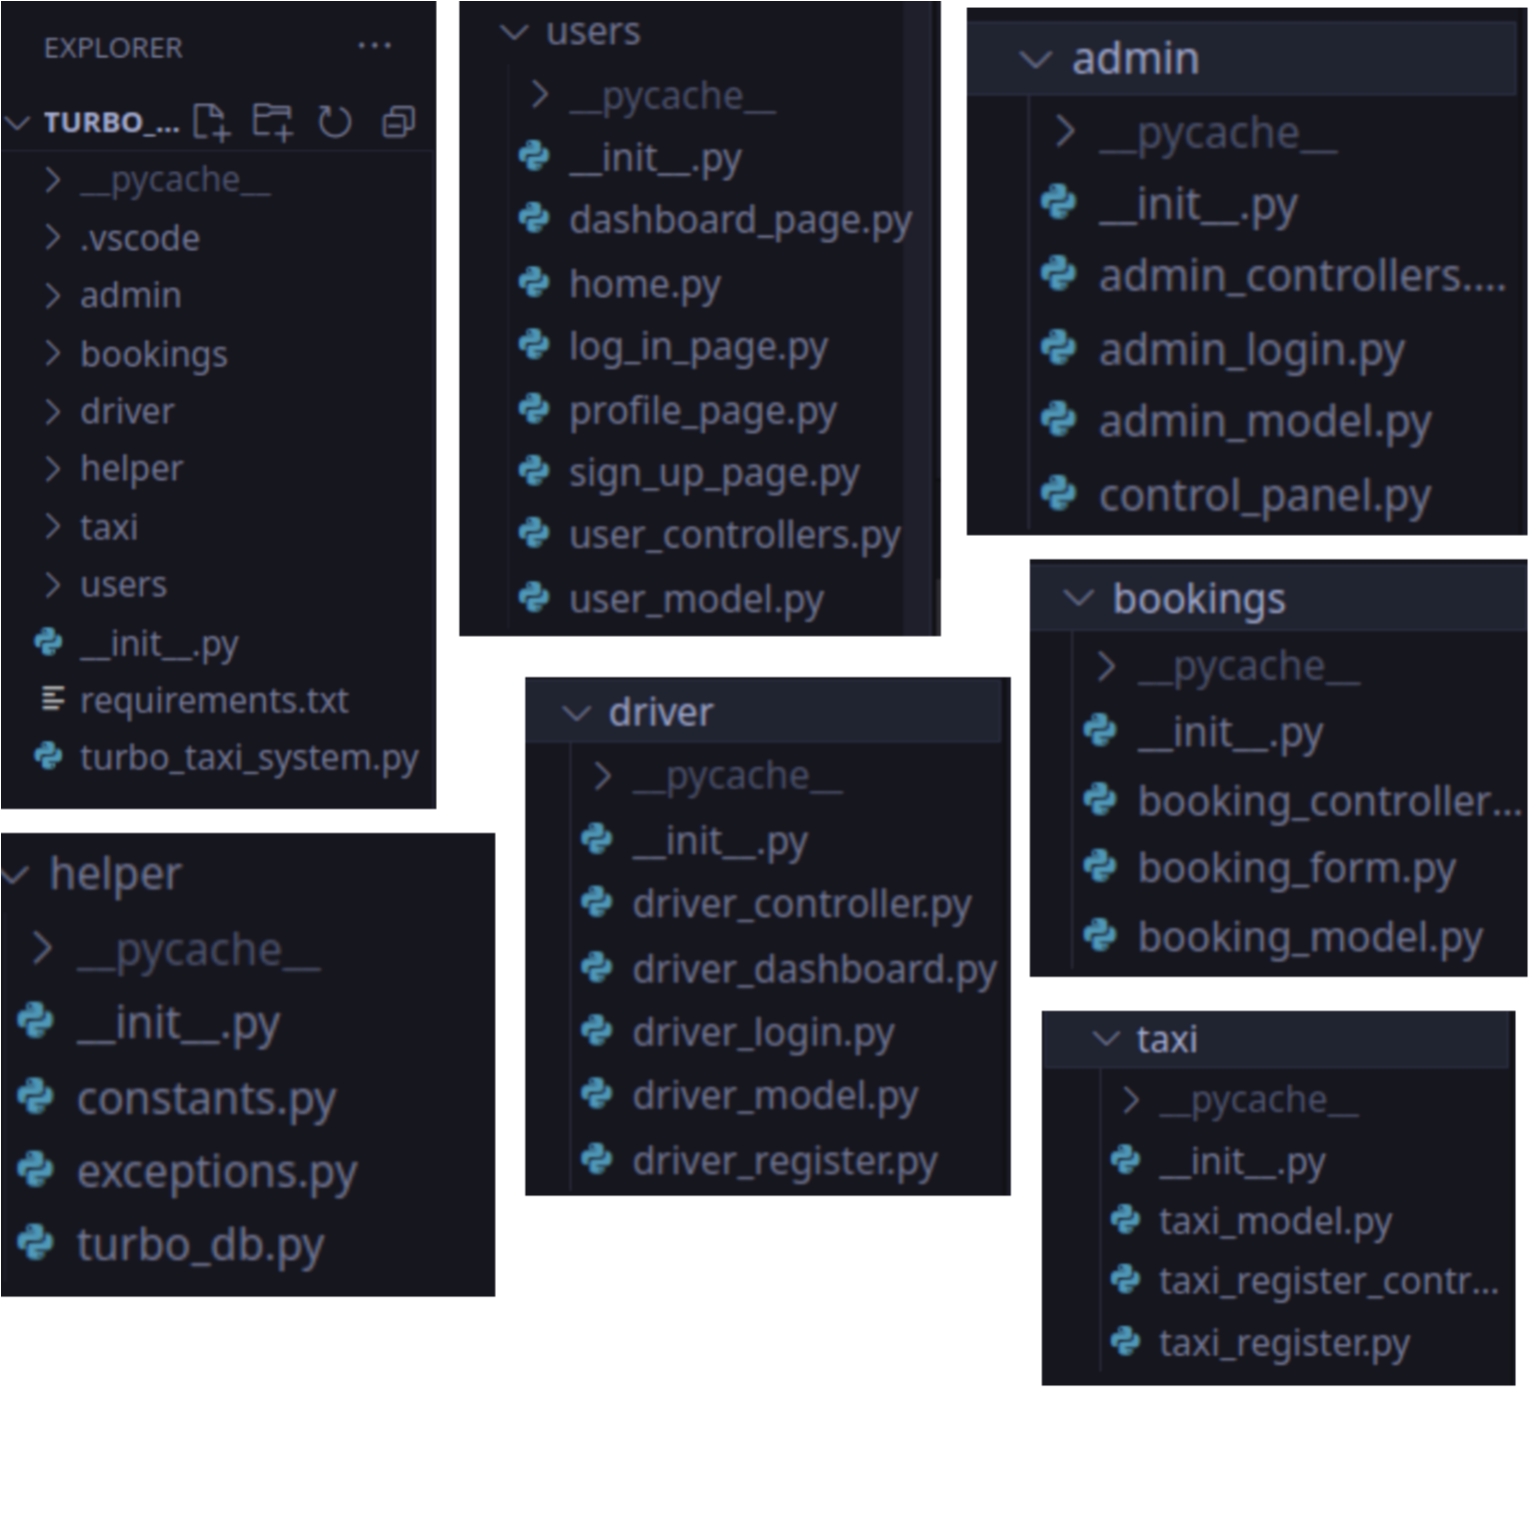 EXPLORER ...
TURBO_...
__pycache__
.vscode
admin
bookings
driver
helper
taxi
users
__init__.py
requirements.txt
turbo_taxi_system.py
users
__pycache__
__init__.py
dashboard_page.py
home.py
log_in_page.py
profile_page.py
sign_up_page.py
user_controllers.py
user_model.py
admin
__pycache__
__init__.py
admin_controllers....
admin_login.py
admin_model.py
control_panel.py
bookings
__pycache__
__init__.py
booking_controller...
booking_form.py
booking_model.py
helper
__pycache__
__init__.py
constants.py
exceptions.py
turbo_db.py
driver
__pycache__
__init__.py
driver_controller.py
driver_dashboard.py
driver_login.py
driver_model.py
driver_register.py
taxi
__pycache__
__init__.py
taxi_model.py
taxi_register_contr...
taxi_register.py